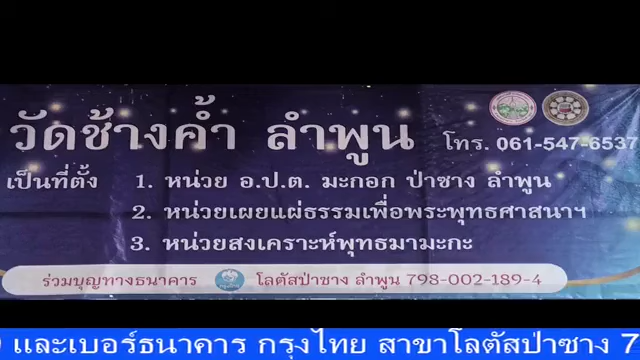 วัดช้างค้ำ ลำพูน โทร. 061-547-6537
เป็นที่ตั้ง 1. หน่วย อ.ป.ต. มะกอก ป่าซาง ลำพูน
2. หน่วยเผยแผ่ธรรมเพื่อพระพุทธศาสนาฯ
3. หน่วยสงเคราะห์พุทธมามะกะ
ร่วมบุญทางธนาคาร กรุงไทย โลตัสป่าซาง ลำพูน 798-002-189-4
และเบอร์ธนาคาร กรุงไทย สาขาโลตัสป่าซาง 7